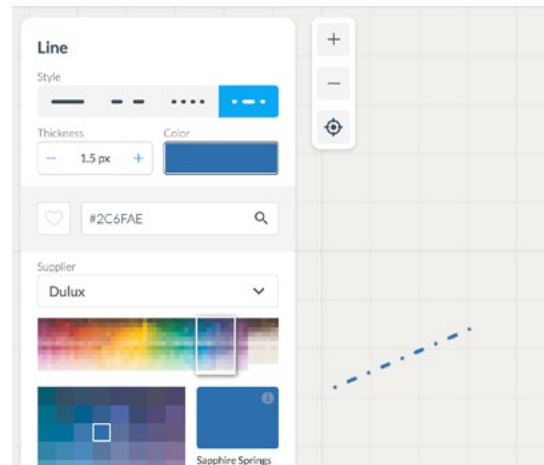 Line
Style
Thickness Color
− 1.5 px +
#2C6FAE
Supplier
Dulux
Sapphire Springs